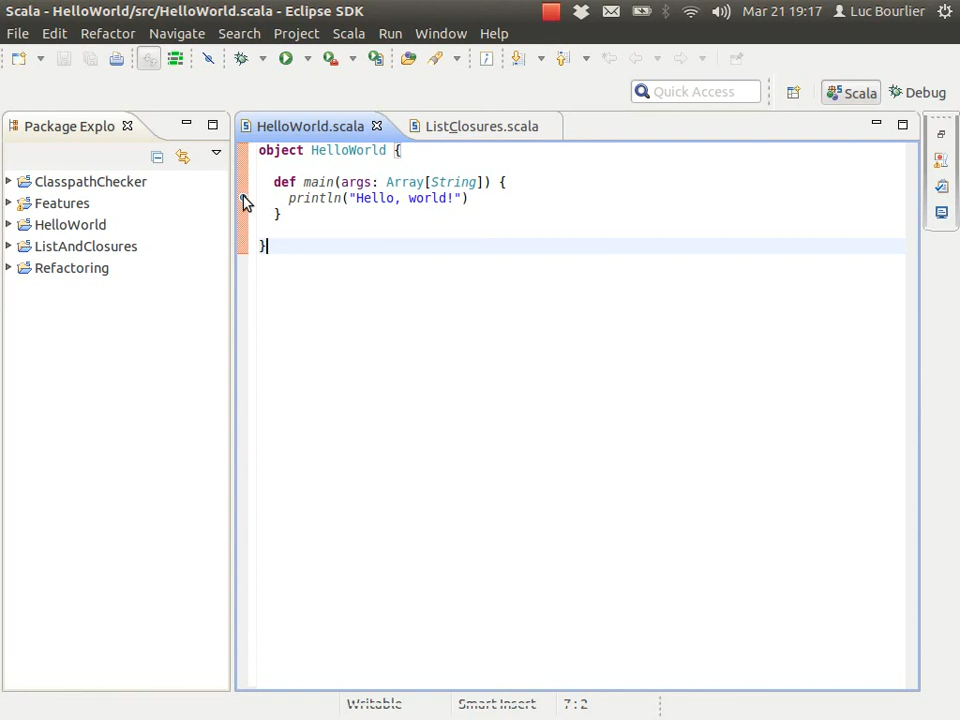 Scala - HelloWorld/src/HelloWorld.scala - Eclipse SDK
Mar 21 19:17
Luc Bourlier
File Edit Refactor Navigate Search Project Scala Run Window Help
Quick Access
Scala
Debug
Package Explo
HelloWorld.scala
ListClosures.scala
ClasspathChecker
Features
HelloWorld
ListAndClosures
Refactoring
object HelloWorld {
def main(args: Array[String]) {
println("Hello, world!")
}
}
Writable
Smart Insert
7 : 2